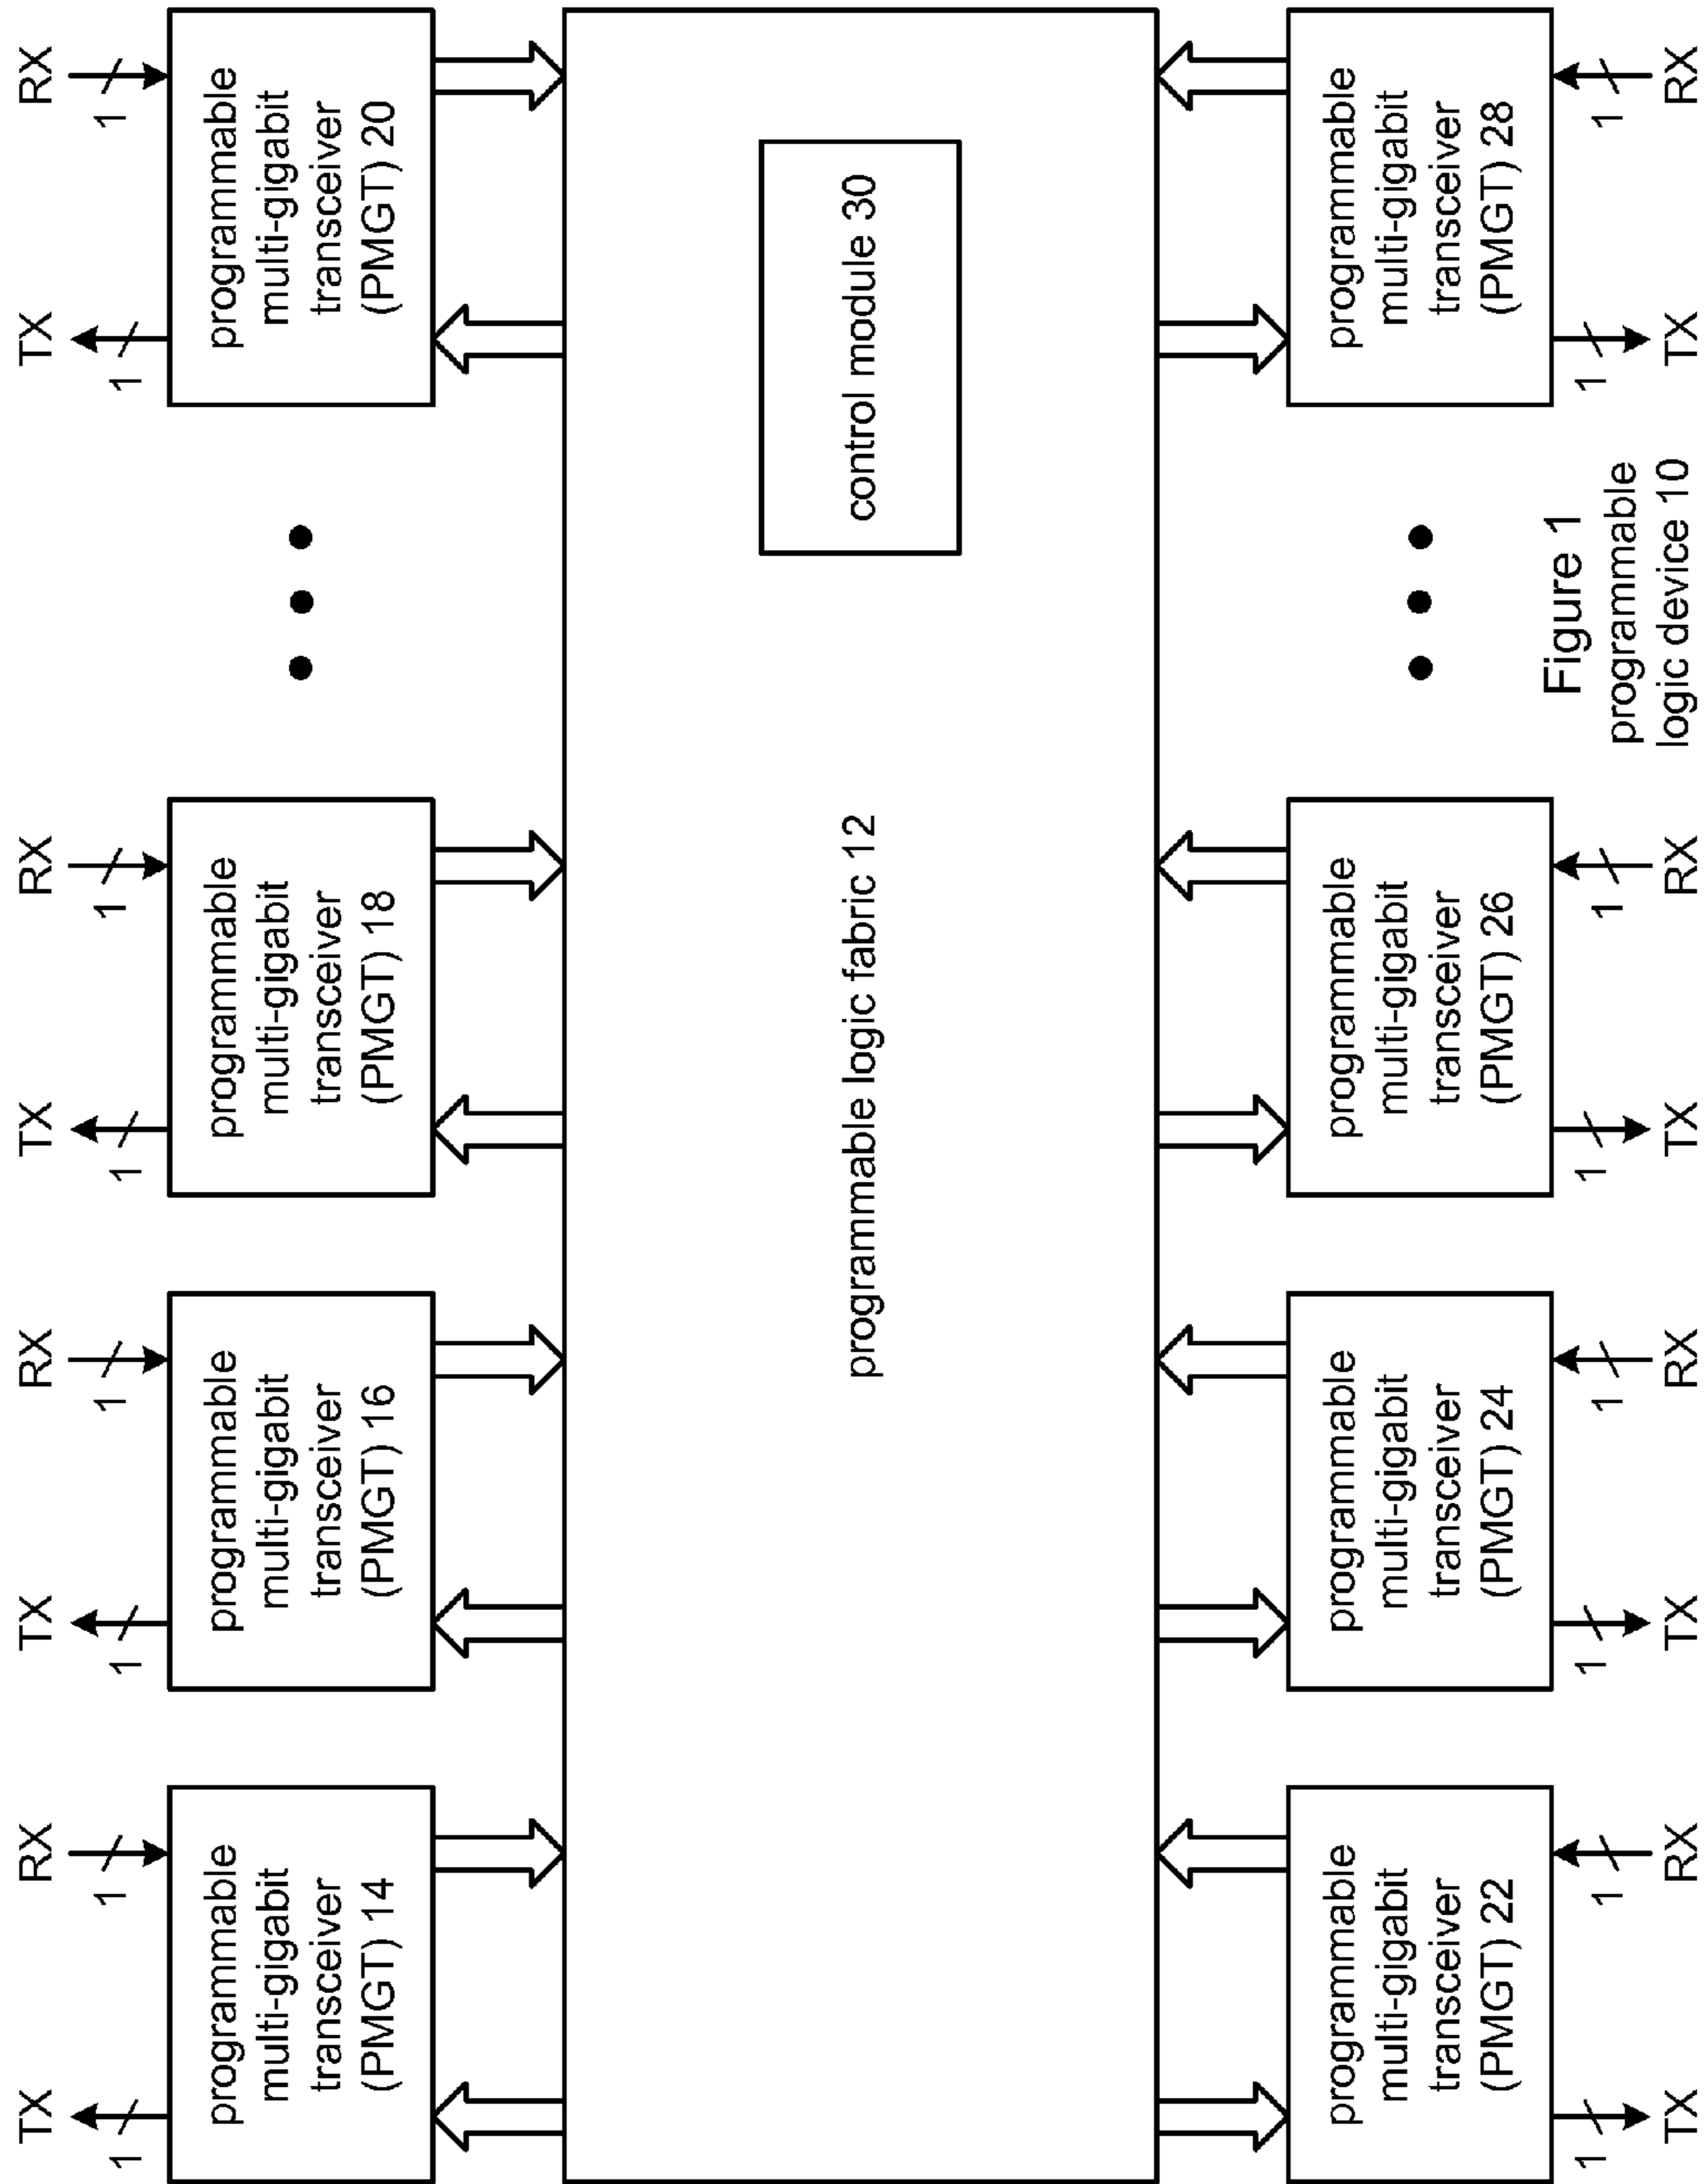 TX
RX
TX
RX
TX
RX
TX
RX
1
1
1
1
1
1
1
1
programmable
multi-gigabit
transceiver
(PMGT) 14
programmable
multi-gigabit
transceiver
(PMGT) 16
programmable
multi-gigabit
transceiver
(PMGT) 18
programmable
multi-gigabit
transceiver
(PMGT) 20
programmable logic fabric 12
control module 30
programmable
multi-gigabit
transceiver
(PMGT) 22
programmable
multi-gigabit
transceiver
(PMGT) 24
programmable
multi-gigabit
transceiver
(PMGT) 26
programmable
multi-gigabit
transceiver
(PMGT) 28
1
1
1
1
1
1
1
1
TX
RX
TX
RX
TX
RX
TX
RX
Figure 1
programmable
logic device 10